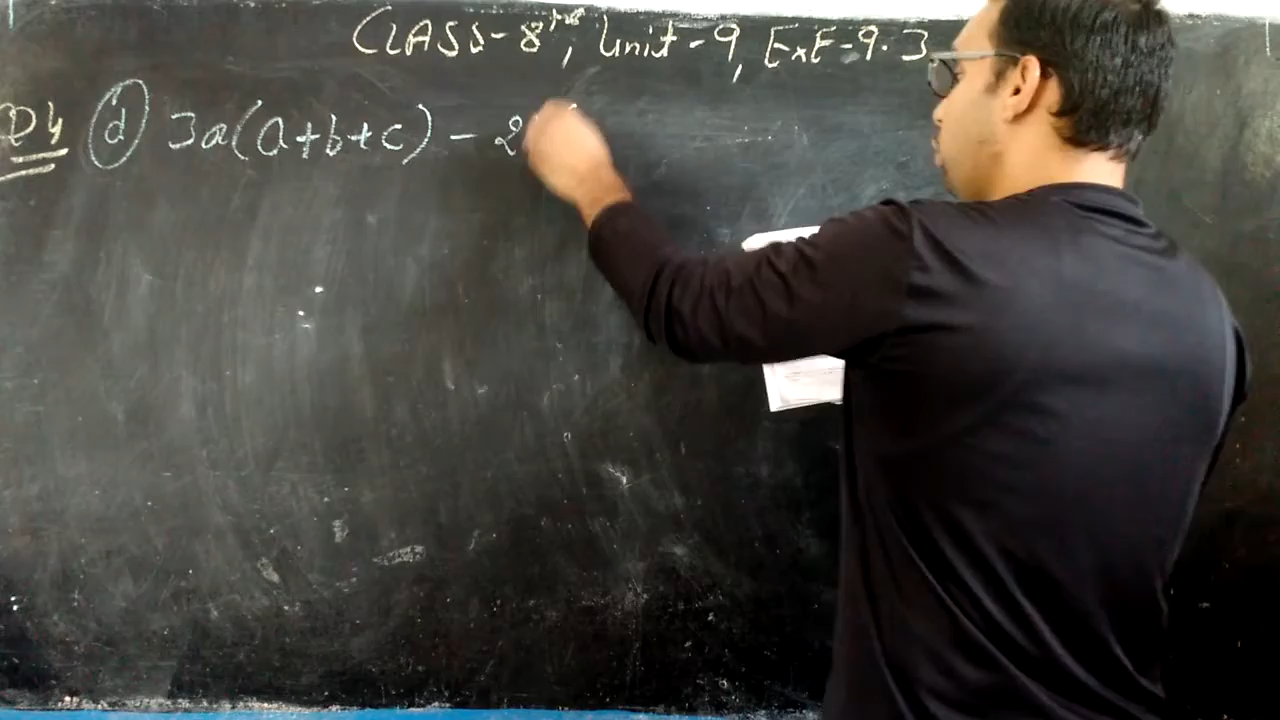 CLASS-8th, Unit-9, ExE-9.3
Q4 (d) 3a(a+b+c) - 2